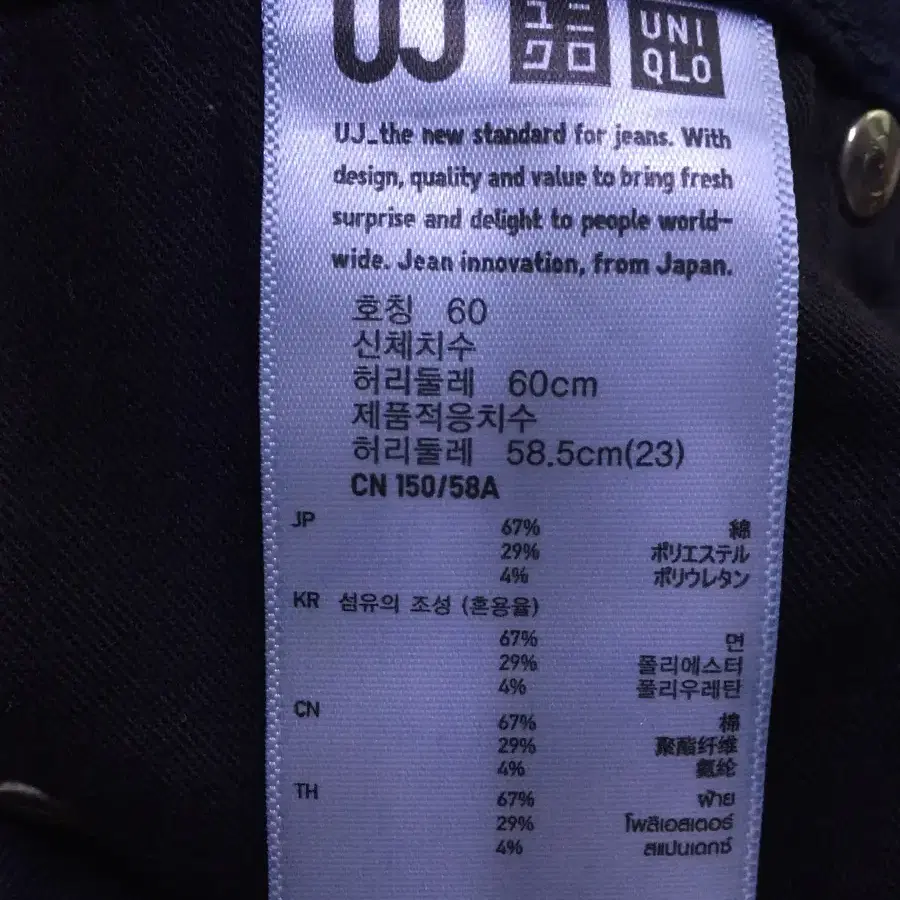 UJ
ユニ
クロ
UNI
QLO
UJ_the new standard for jeans. With
design, quality and value to bring fresh
surprise and delight to people world-
wide. Jean innovation, from Japan.
호칭 60
신체치수
허리둘레 60cm
제품적응치수
허리둘레 58.5cm(23)
CN 150/58A
JP 67% 綿
29% ポリエステル
4% ポリウレタン
KR 섬유의 조성 (혼용율)
67% 면
29% 폴리에스터
4% 폴리우레탄
CN 67% 棉
29% 聚酯纤维
4% 氨纶
TH 67% ฝ้าย
29% โพลิเอสเตอร์
4% สแปนเดกซ์